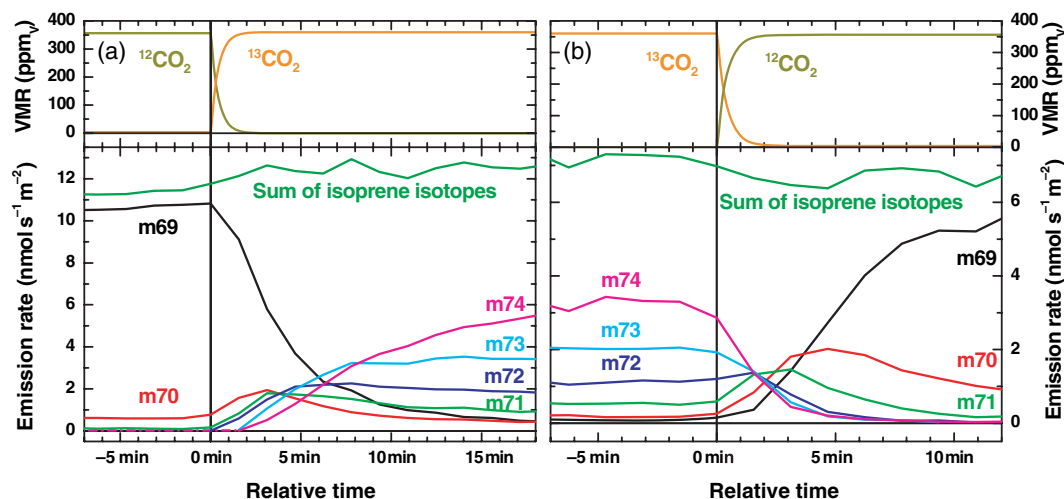 (a)
¹²CO₂
¹³CO₂
VMR (ppmᵥ)
400
300
200
100
0
Sum of isoprene isotopes
m69
m74
m73
m72
m71
m70
Emission rate (nmol s⁻¹ m⁻²)
12
10
8
6
4
2
0
−5 min
0 min
5 min
10 min
15 min
Relative time
(b)
¹³CO₂
¹²CO₂
VMR (ppmᵥ)
400
300
200
100
0
Sum of isoprene isotopes
m69
m74
m73
m72
m70
m71
Emission rate (nmol s⁻¹ m⁻²)
6
4
2
0
−5 min
0 min
5 min
10 min
Relative time